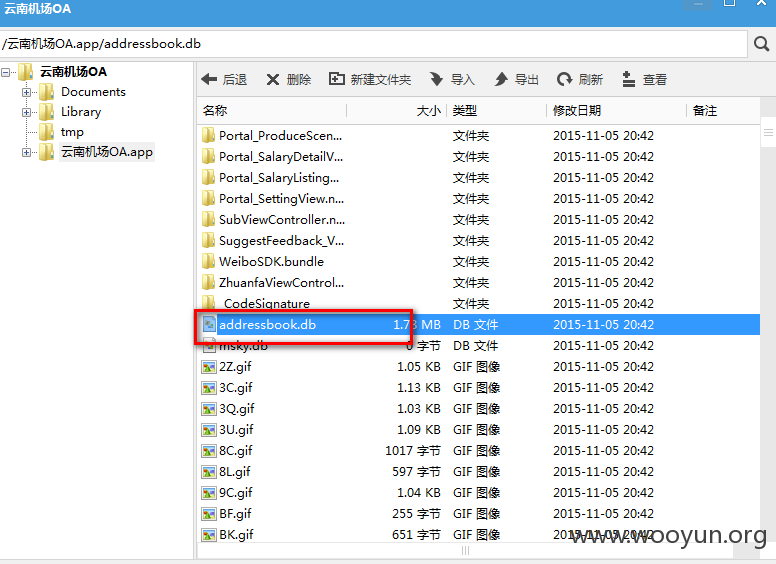 云南机场OA
/云南机场OA.app/addressbook.db
云南机场OA
Documents
Library
tmp
云南机场OA.app
后退 删除 新建文件夹 导入 导出 刷新 查看
名称 大小 类型 修改日期 备注
Portal_ProduceScen... 文件夹 2015-11-05 20:42
Portal_SalaryDetailV... 文件夹 2015-11-05 20:42
Portal_SalaryListing... 文件夹 2015-11-05 20:42
Portal_SettingView.n... 文件夹 2015-11-05 20:42
SubViewController.n... 文件夹 2015-11-05 20:42
SuggestFeedback_V... 文件夹 2015-11-05 20:42
WeiboSDK.bundle 文件夹 2015-11-05 20:42
ZhuanfaViewControl... 文件夹 2015-11-05 20:42
_CodeSignature 文件夹 2015-11-05 20:42
addressbook.db 1.73 MB DB 文件 2015-11-05 20:42
msky.db 0 字节 DB 文件 2015-11-05 20:42
2Z.gif 1.05 KB GIF 图像 2015-11-05 20:42
3C.gif 1.13 KB GIF 图像 2015-11-05 20:42
3Q.gif 1.03 KB GIF 图像 2015-11-05 20:42
3U.gif 1.09 KB GIF 图像 2015-11-05 20:42
8C.gif 1017 字节 GIF 图像 2015-11-05 20:42
8L.gif 597 字节 GIF 图像 2015-11-05 20:42
9C.gif 1.04 KB GIF 图像 2015-11-05 20:42
BF.gif 255 字节 GIF 图像 2015-11-05 20:42
BK.gif 651 字节 GIF 图像 2015-11-05 20:42
www.wooyun.org